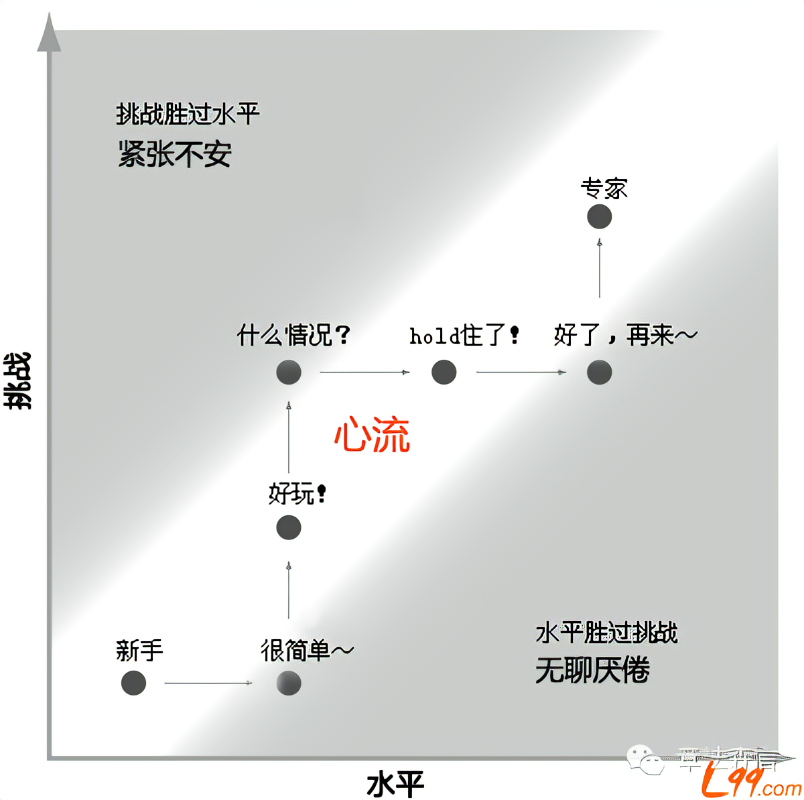 挑战胜过水平
紧张不安
专家
什么情况？
hold住了！
好了，再来～
挑战
心流
好玩！
新手
很简单～
水平胜过挑战
无聊厌倦
水平
L99.com